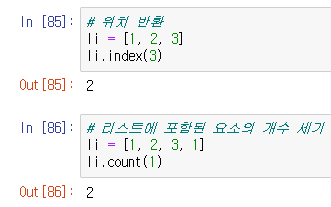 In [85]: # 위치 반환
li = [1, 2, 3]
li.index(3)
Out[85]: 2
In [86]: # 리스트에 포함된 요소의 개수 세기
li = [1, 2, 3, 1]
li.count(1)
Out[86]: 2